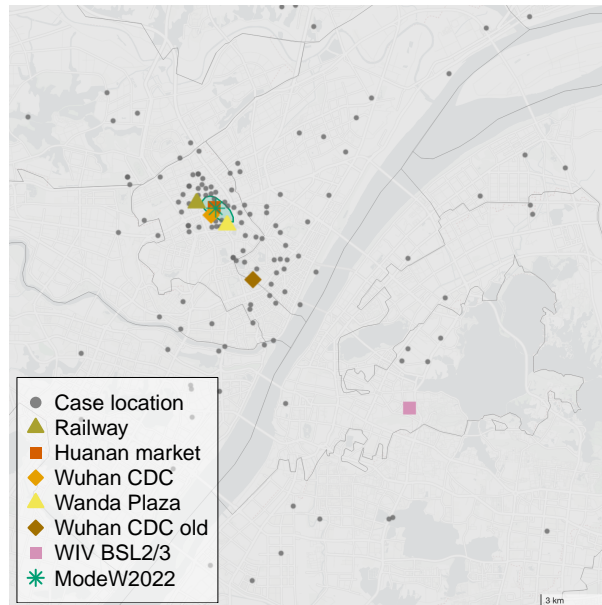 Case location
Railway
Huanan market
Wuhan CDC
Wanda Plaza
Wuhan CDC old
WIV BSL2/3
ModeW2022
3 km